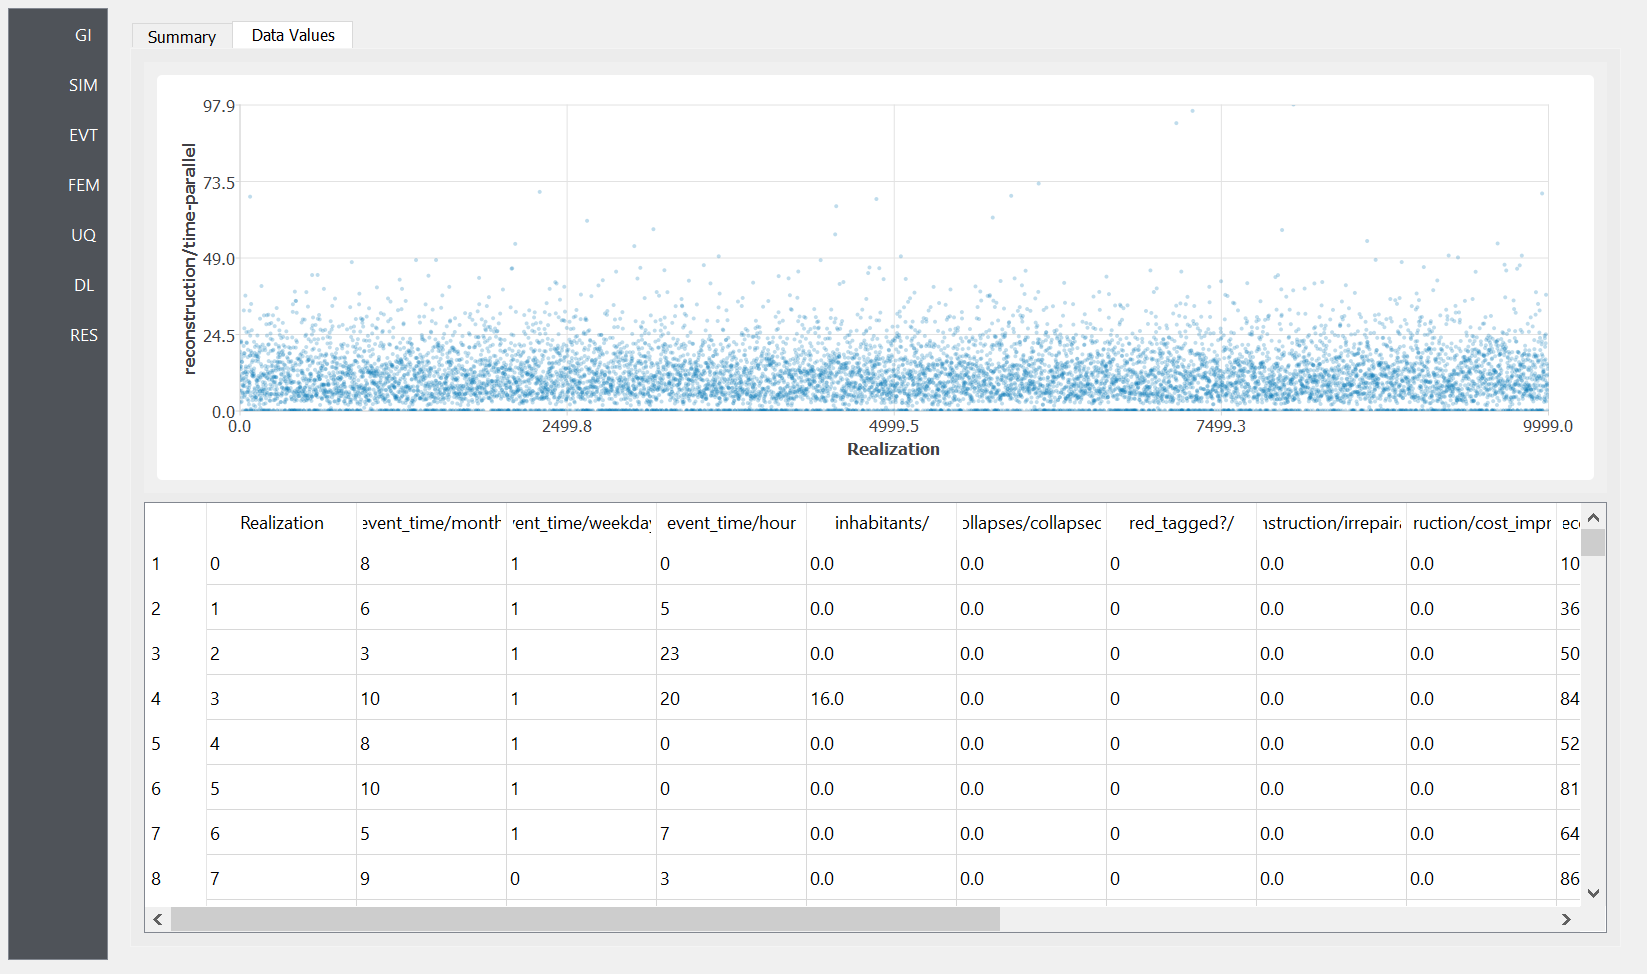 GI
SIM
EVT
FEM
UQ
DL
RES
Summary Data Values
97.9
73.5
49.0
24.5
0.0
reconstruction/time-parallel
0.0 2499.8 4999.5 7499.3 9999.0
Realization
Realization event_time/month vent_time/weekday event_time/hour inhabitants/ ollapses/collapsed red_tagged?/ nstruction/irrepaira ruction/cost_impr ecc
1 0 8 1 0 0.0 0.0 0 0.0 0.0 10
2 1 6 1 5 0.0 0.0 0 0.0 0.0 36
3 2 3 1 23 0.0 0.0 0 0.0 0.0 50
4 3 10 1 20 16.0 0.0 0 0.0 0.0 84
5 4 8 1 0 0.0 0.0 0 0.0 0.0 52
6 5 10 1 0 0.0 0.0 0 0.0 0.0 81
7 6 5 1 7 0.0 0.0 0 0.0 0.0 64
8 7 9 0 3 0.0 0.0 0 0.0 0.0 86